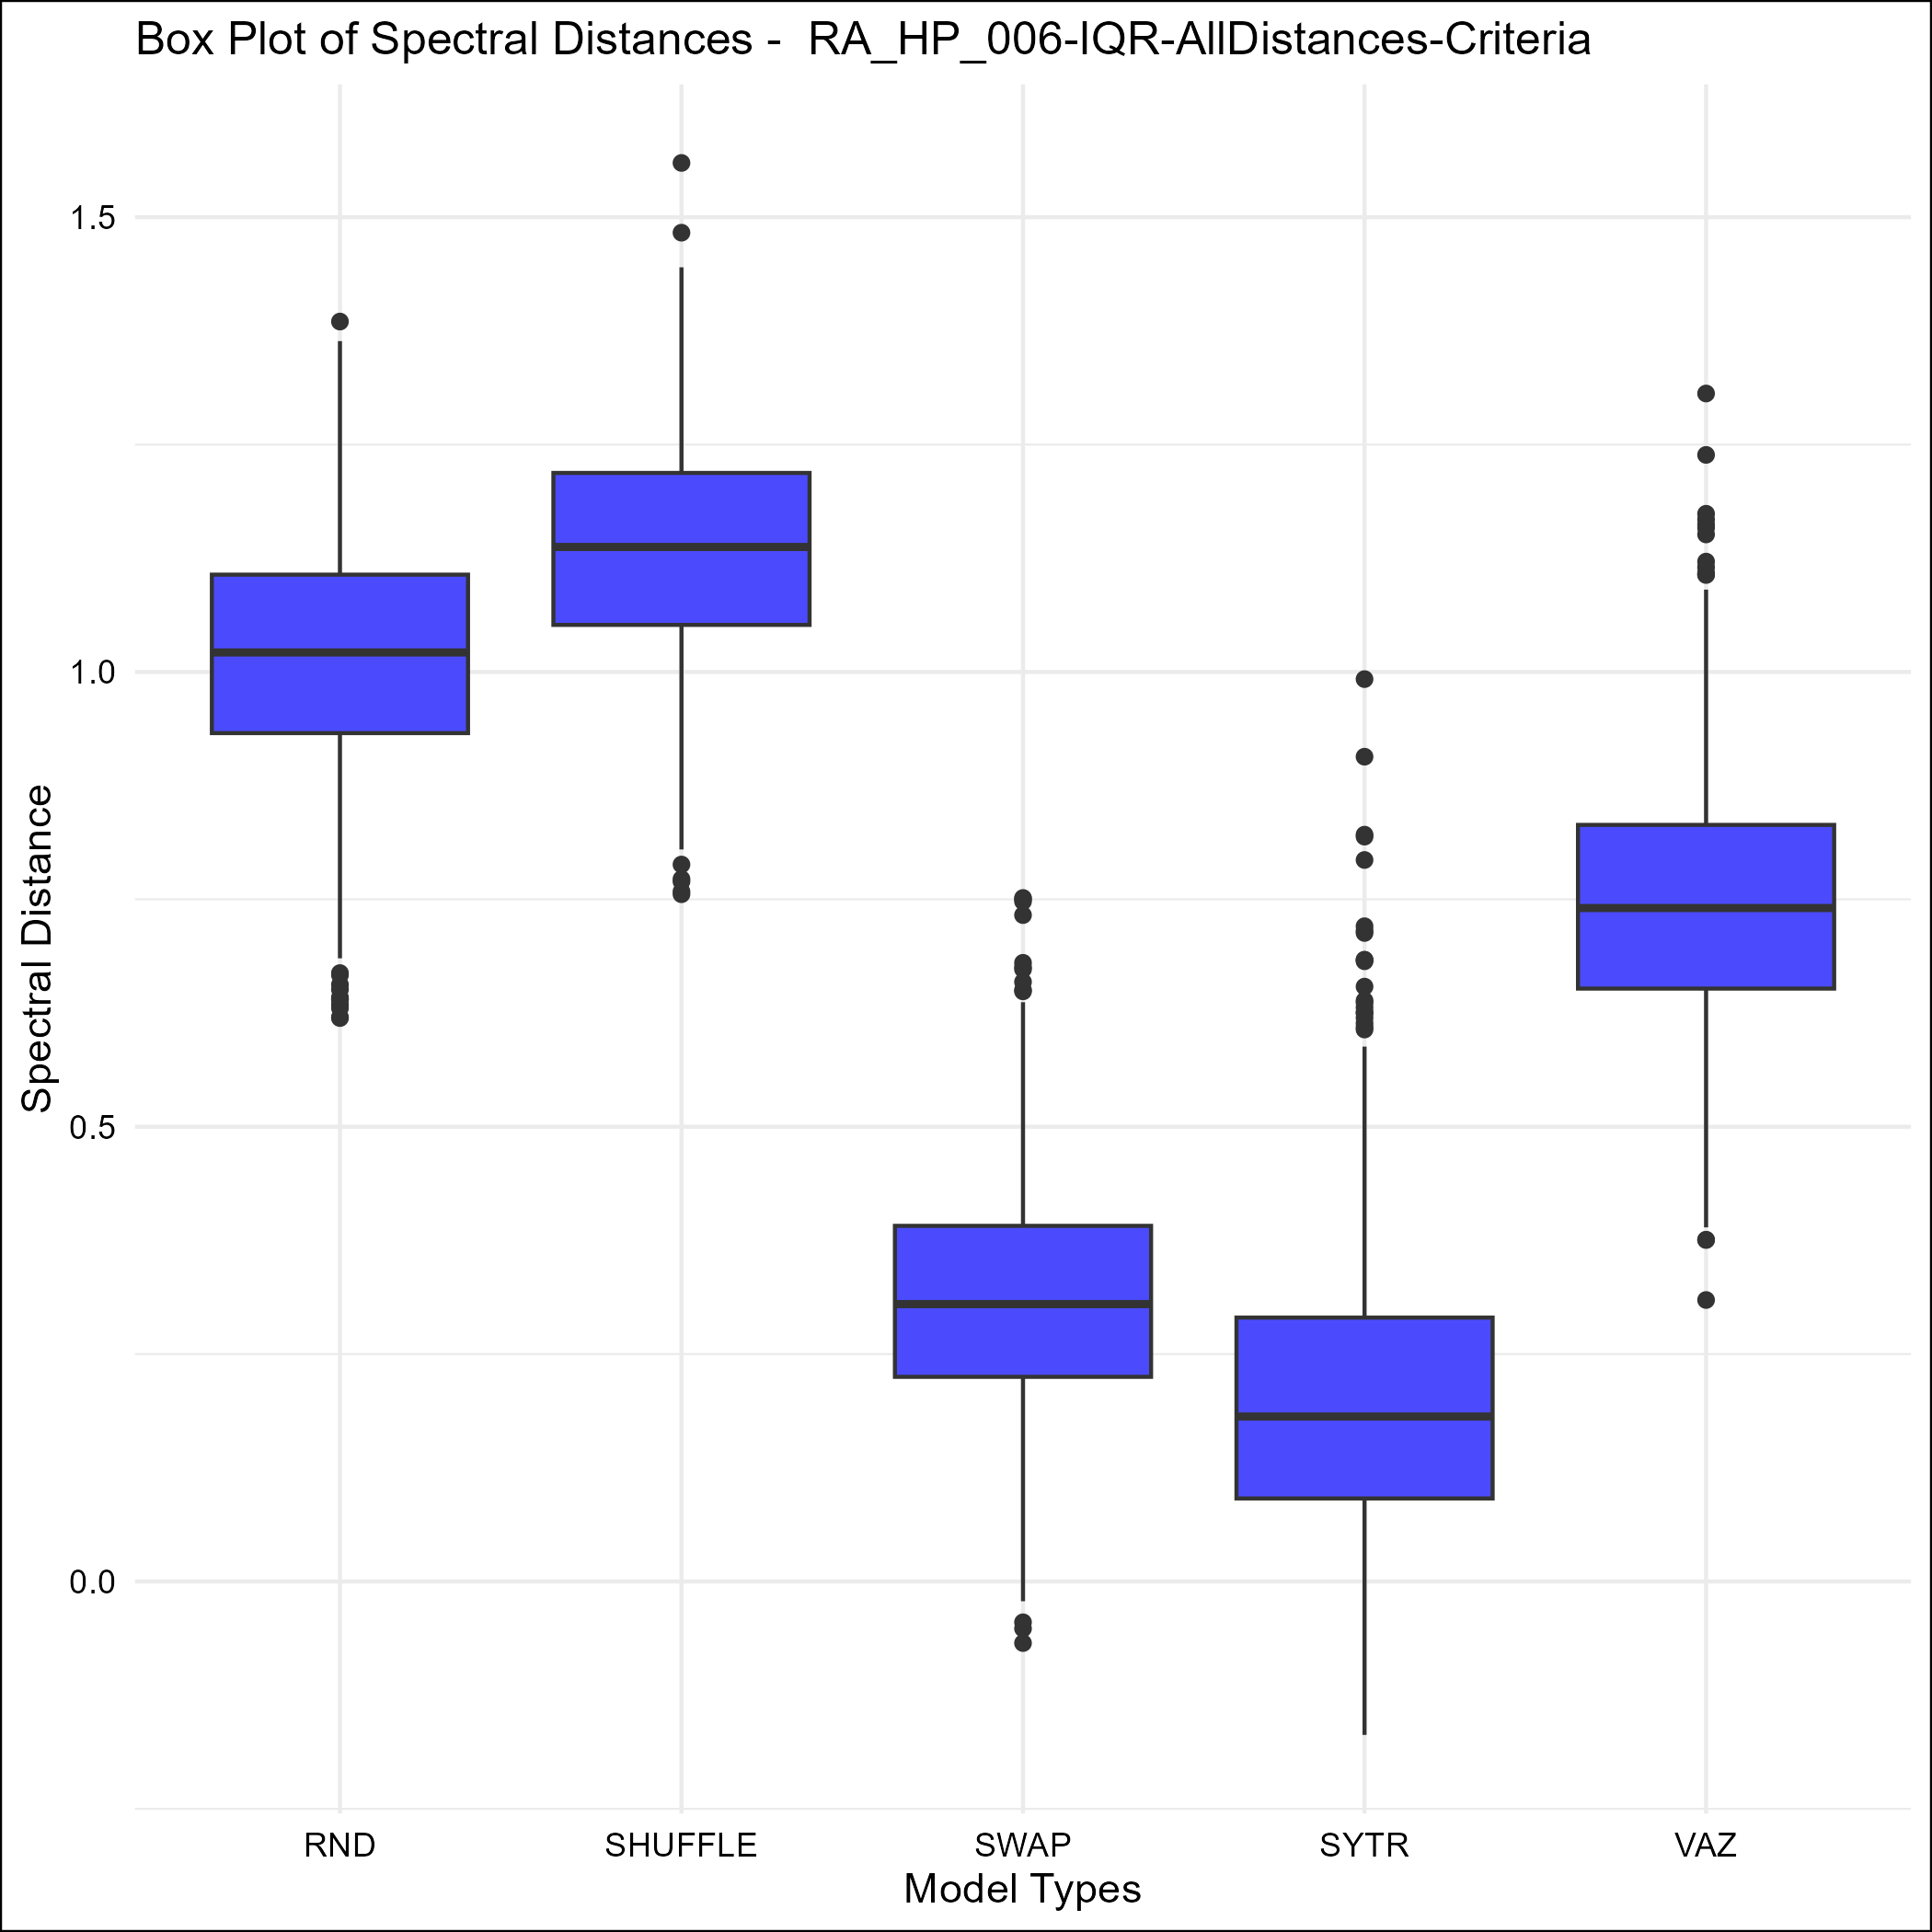 Box Plot of Spectral Distances -  RA_HP_006-IQR-AllDistances-Criteria
1.5
1.0
0.5
0.0
Spectral Distance
RND SHUFFLE SWAP SYTR VAZ
Model Types